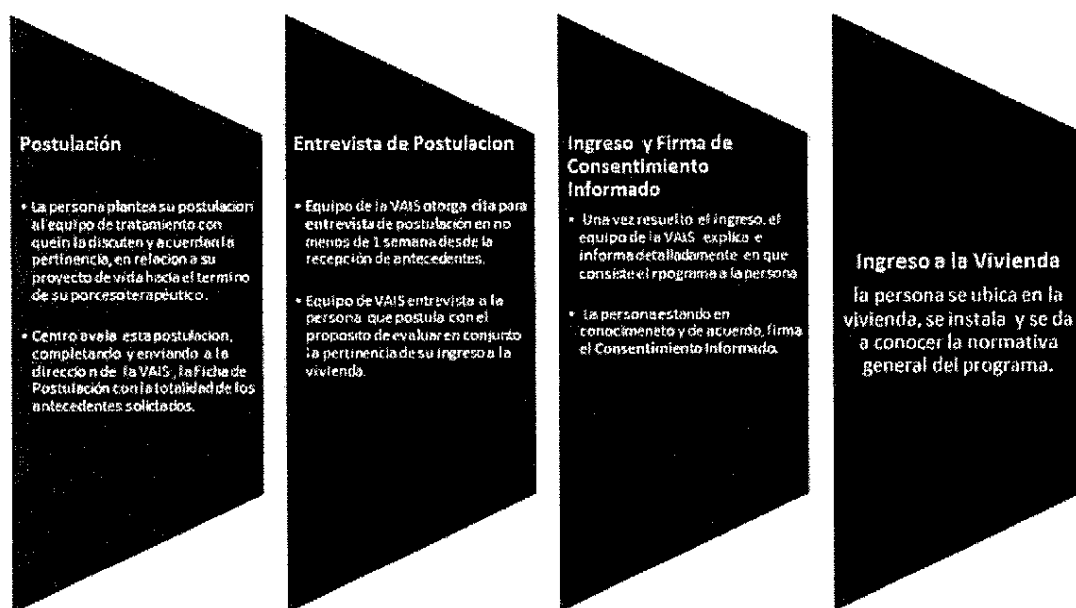 Postulación
• La persona plantea su postulacion
al equipo de tratamiento con
quein la discuten y acuerdan la
pertinencia, en relacion a su
proyecto de vida hacia el termino
de su porcesoterapéutico.
• Centro avala esta postulacion,
completando y enviando a la
direccion de la VAIS, la Ficha de
Postulación con la totalidad de los
antecedentes solictados.
Entrevista de Postulacion
• Equipo de la VAIS otorga cita para
entrevista de postulación en no
menos de 1 semana desde la
recepción de antecedentes.
• Equipo de VAIS entrevista a la
persona que postula con el
proposito de evaluar en conjunto
la pertinencia de su ingreso a la
vivienda.
Ingreso y Firma de
Consentimiento
Informado
• Una vez resuelto el ingreso, el
equipo de la VAIS explica e
informa detalladamente en que
consiste el rpograma a la persona
• La persona estando en
conocimeneto y de acuerdo, firma
el Consentimiento Informado.
Ingreso a la Vivienda
la persona se ubica en la
vivienda, se instala y se da
a conocer la normativa
general del programa.